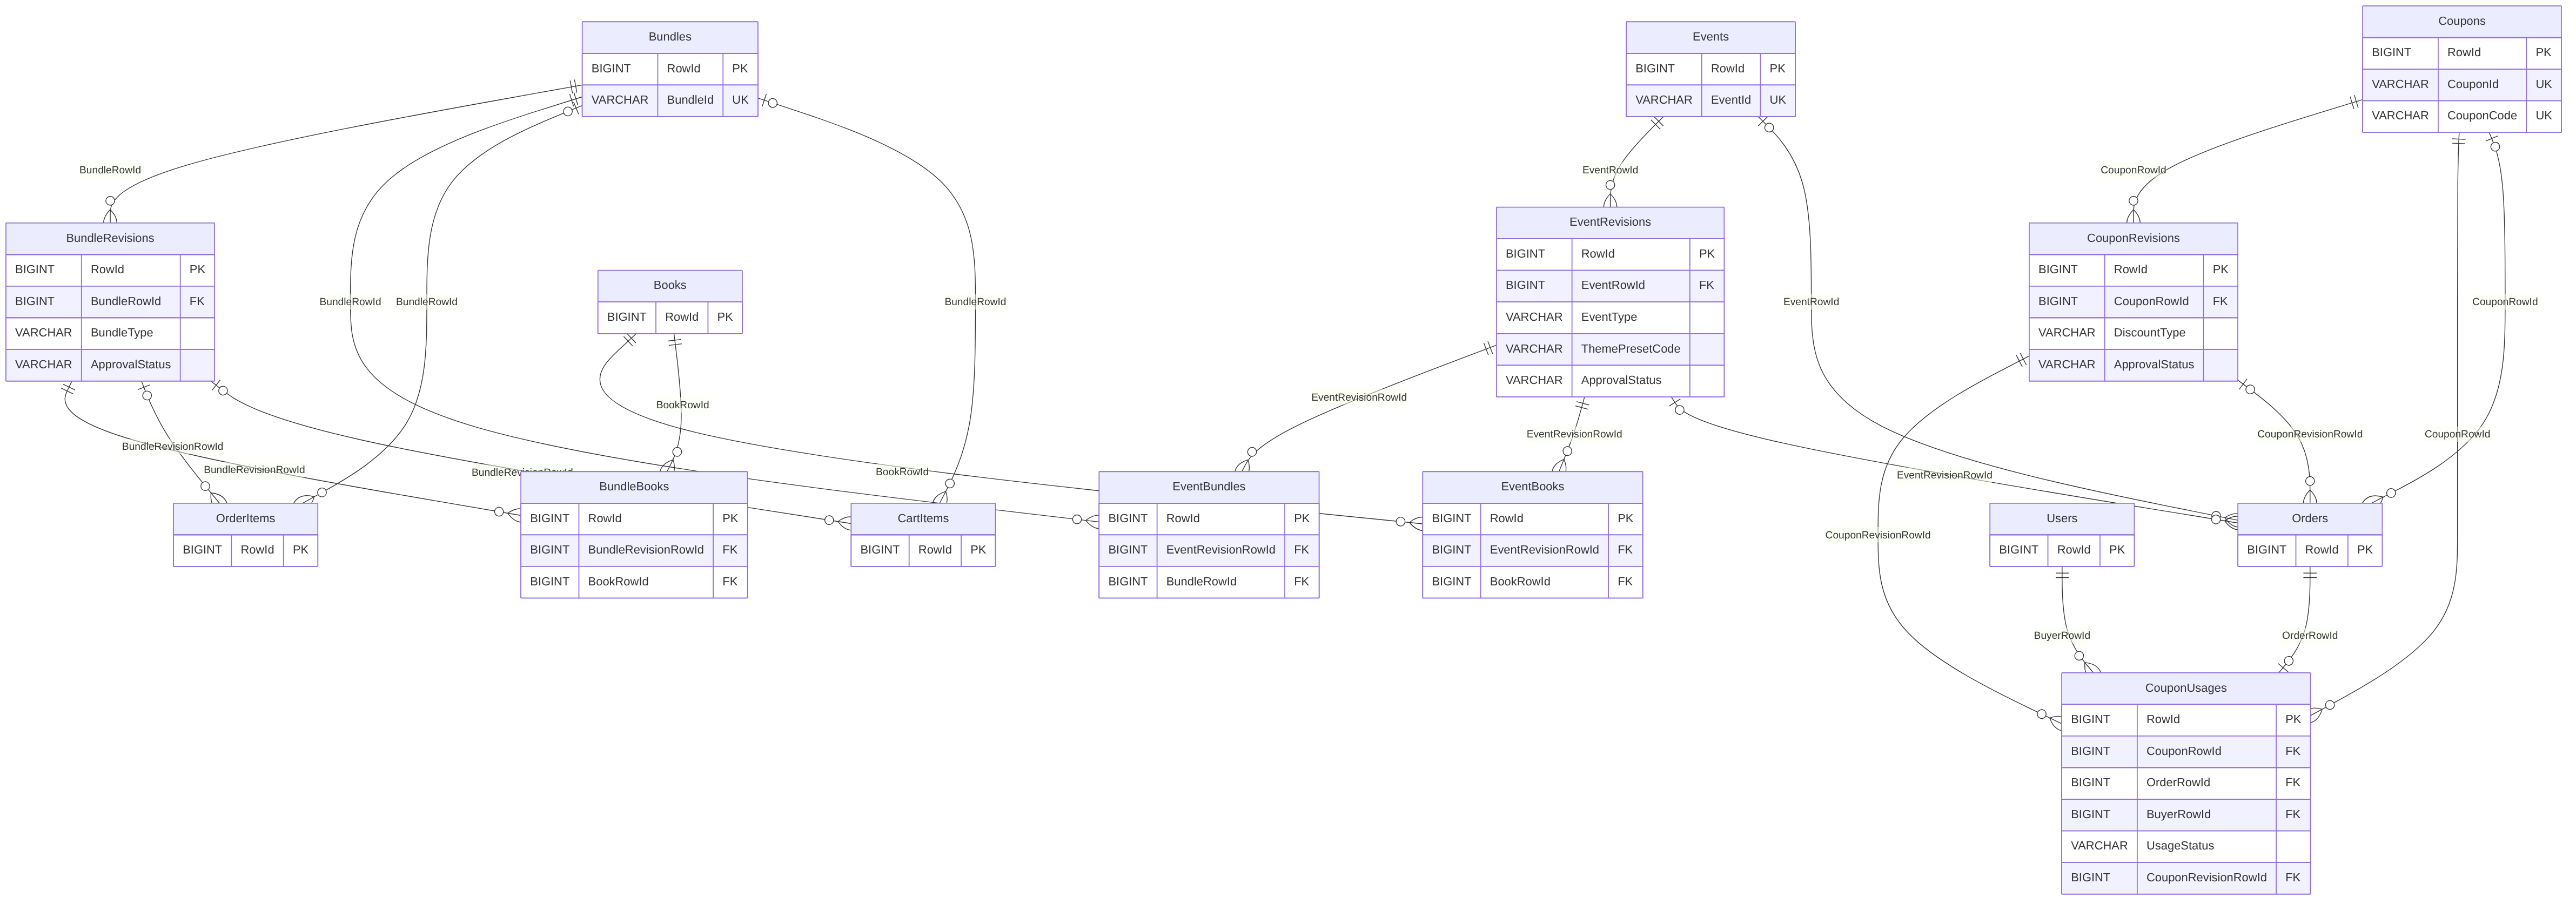 Bundles
BIGINT RowId PK
VARCHAR BundleId UK
Events
BIGINT RowId PK
VARCHAR EventId UK
Coupons
BIGINT RowId PK
VARCHAR CouponId UK
VARCHAR CouponCode UK
BundleRowId
EventRowId
CouponRowId
BundleRevisions
BIGINT RowId PK
BIGINT BundleRowId FK
VARCHAR BundleType
VARCHAR ApprovalStatus
BundleRowId
BundleRowId
Books
BIGINT RowId PK
BundleRowId
EventRevisions
BIGINT RowId PK
BIGINT EventRowId FK
VARCHAR EventType
VARCHAR ThemePresetCode
VARCHAR ApprovalStatus
EventRowId
CouponRevisions
BIGINT RowId PK
BIGINT CouponRowId FK
VARCHAR DiscountType
VARCHAR ApprovalStatus
CouponRowId
BundleRevisionRowId
BundleRevisionRowId
BundleRevisionRowId
BookRowId
BookRowId
EventRevisionRowId
EventRevisionRowId
EventRevisionRowId
CouponRevisionRowId
CouponRowId
OrderItems
BIGINT RowId PK
BundleBooks
BIGINT RowId PK
BIGINT BundleRevisionRowId FK
BIGINT BookRowId FK
CartItems
BIGINT RowId PK
EventBundles
BIGINT RowId PK
BIGINT EventRevisionRowId FK
BIGINT BundleRowId FK
EventBooks
BIGINT RowId PK
BIGINT EventRevisionRowId FK
BIGINT BookRowId FK
CouponRevisionRowId
Users
BIGINT RowId PK
Orders
BIGINT RowId PK
BuyerRowId
OrderRowId
CouponUsages
BIGINT RowId PK
BIGINT CouponRowId FK
BIGINT OrderRowId FK
BIGINT BuyerRowId FK
VARCHAR UsageStatus
BIGINT CouponRevisionRowId FK